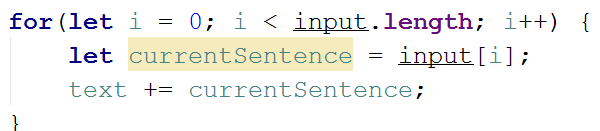 for(let i = 0; i < input.length; i++) {
    let currentSentence = input[i];
    text += currentSentence;
}